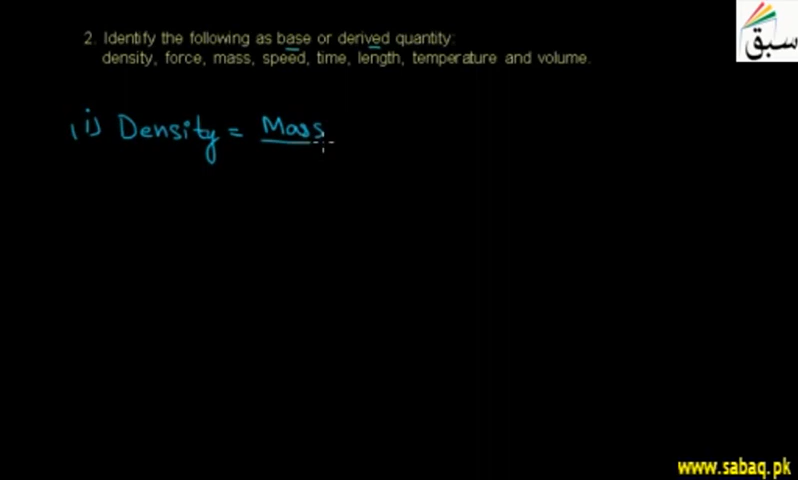 سبق
2. Identify the following as base or derived quantity:
density, force, mass, speed, time, length, temperature and volume.
(i) Density = Mass
www.sabaq.pk